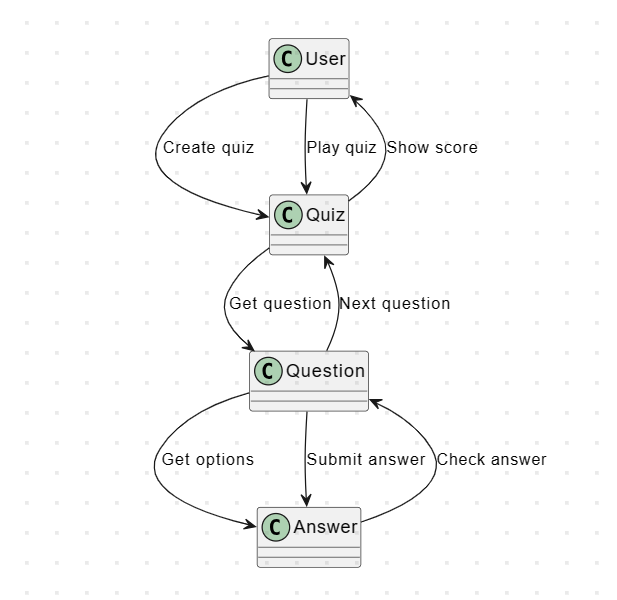 C User
Create quiz
Play quiz
Show score
C Quiz
Get question
Next question
C Question
Get options
Submit answer
Check answer
C Answer